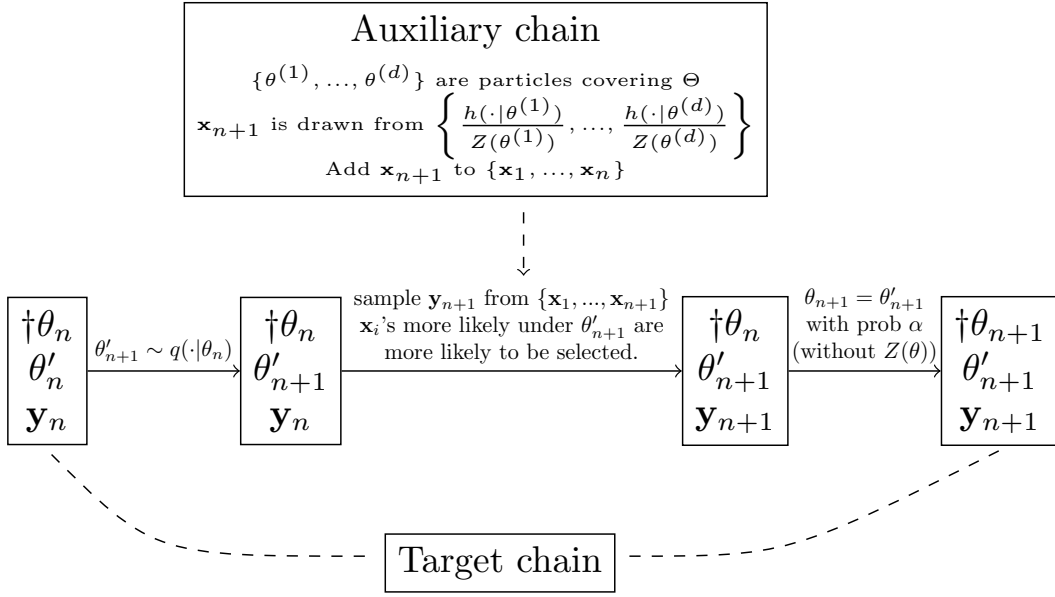 Auxiliary chain
{θ^(1), ..., θ^(d)} are particles covering Θ
𝐱_{n+1} is drawn from { h(·|θ^(1)) / Z(θ^(1)), ..., h(·|θ^(d)) / Z(θ^(d)) }
Add 𝐱_{n+1} to {𝐱_1, ..., 𝐱_n}
†θ_n
θ′_n
𝐲_n
θ′_{n+1} ∼ q(·|θ_n)
†θ_n
θ′_{n+1}
𝐲_n
sample 𝐲_{n+1} from {𝐱_1, ..., 𝐱_{n+1}}
𝐱_i's more likely under θ′_{n+1} are
more likely to be selected.
†θ_n
θ′_{n+1}
𝐲_{n+1}
θ_{n+1} = θ′_{n+1}
with prob α
(without Z(θ))
†θ_{n+1}
θ′_{n+1}
𝐲_{n+1}
Target chain